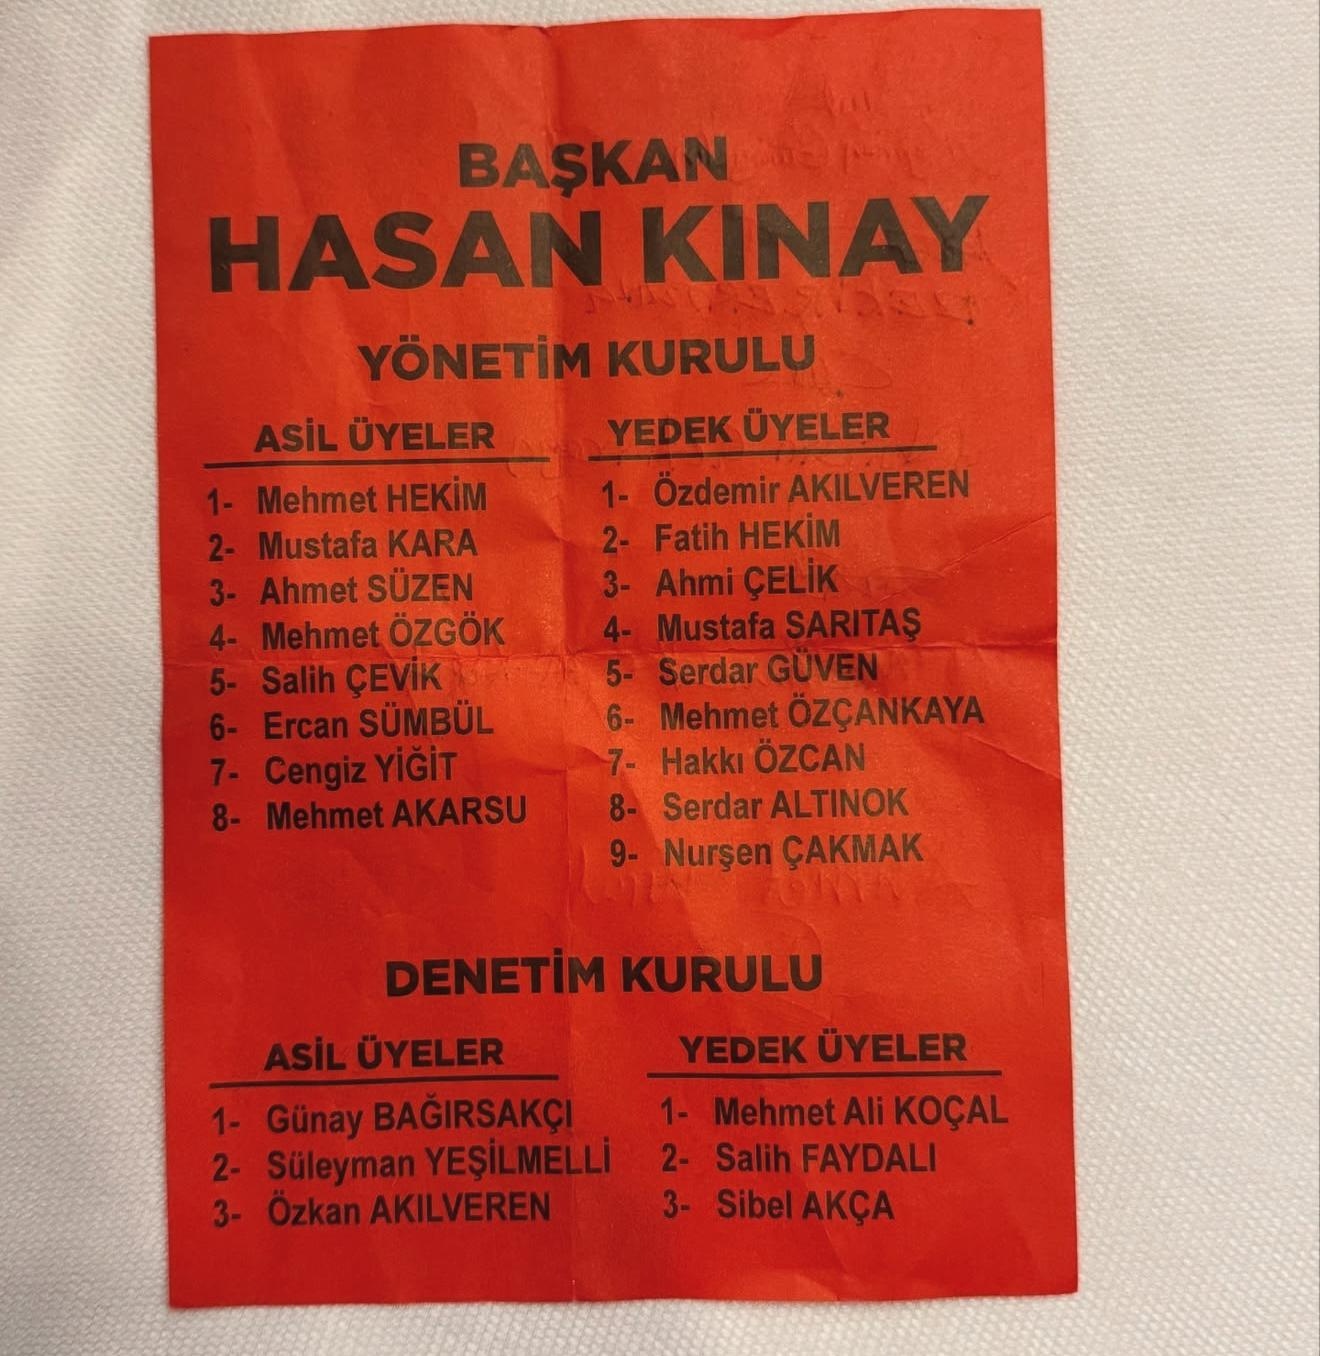 BAŞKAN
HASAN KINAY
YÖNETİM KURULU
ASİL ÜYELER
1- Mehmet HEKİM
2- Mustafa KARA
3- Ahmet SÜZEN
4- Mehmet ÖZGÖK
5- Salih ÇEVİK
6- Ercan SÜMBÜL
7- Cengiz YİĞİT
8- Mehmet AKARSU
YEDEK ÜYELER
1- Özdemir AKILVEREN
2- Fatih HEKİM
3- Ahmi ÇELİK
4- Mustafa SARITAŞ
5- Serdar GÜVEN
6- Mehmet ÖZÇANKAYA
7- Hakkı ÖZCAN
8- Serdar ALTINOK
9- Nurşen ÇAKMAK
DENETİM KURULU
ASİL ÜYELER
1- Günay BAĞIRSAKÇI
2- Süleyman YEŞİLMELLİ
3- Özkan AKILVEREN
YEDEK ÜYELER
1- Mehmet Ali KOÇAL
2- Salih FAYDALI
3- Sibel AKÇA